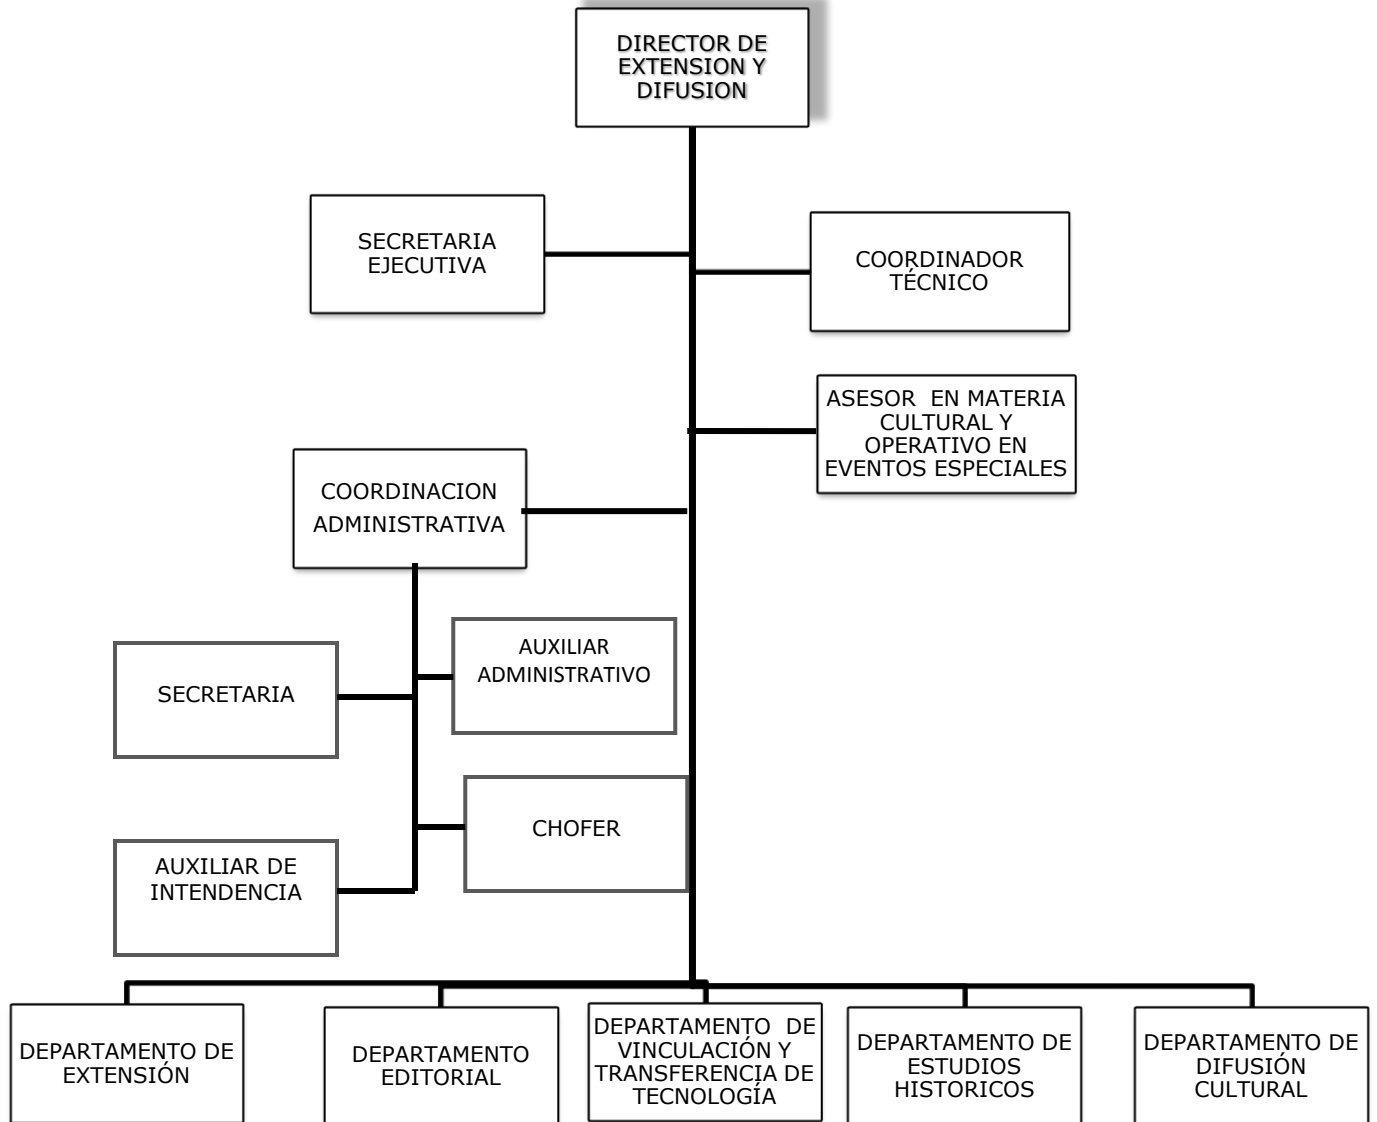 DIRECTOR DE
EXTENSION Y
DIFUSION
SECRETARIA
EJECUTIVA
COORDINADOR
TÉCNICO
ASESOR  EN MATERIA
CULTURAL Y
OPERATIVO EN
EVENTOS ESPECIALES
COORDINACION
ADMINISTRATIVA
AUXILIAR
ADMINISTRATIVO
SECRETARIA
CHOFER
AUXILIAR DE
INTENDENCIA
DEPARTAMENTO DE
EXTENSIÓN
DEPARTAMENTO
EDITORIAL
DEPARTAMENTO  DE
VINCULACIÓN Y
TRANSFERENCIA DE
TECNOLOGÍA
DEPARTAMENTO DE
ESTUDIOS
HISTORICOS
DEPARTAMENTO DE
DIFUSIÓN
CULTURAL